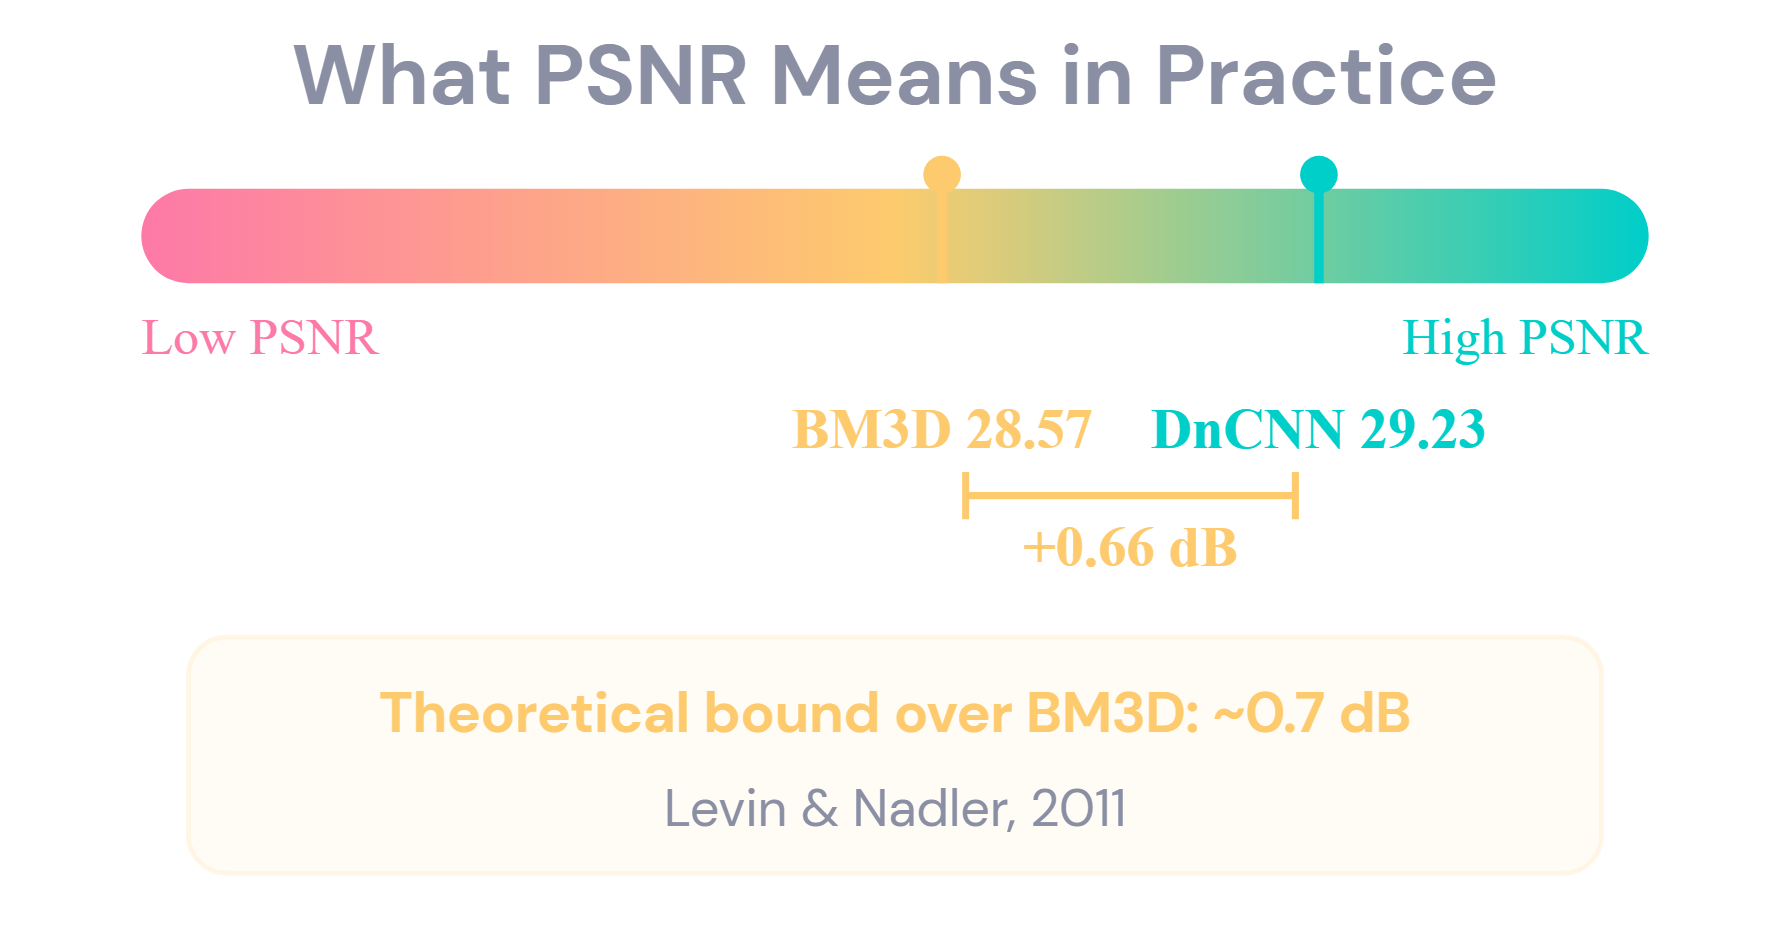 What PSNR Means in Practice
Low PSNR
High PSNR
BM3D 28.57
DnCNN 29.23
+0.66 dB
Theoretical bound over BM3D: ~0.7 dB
Levin & Nadler, 2011